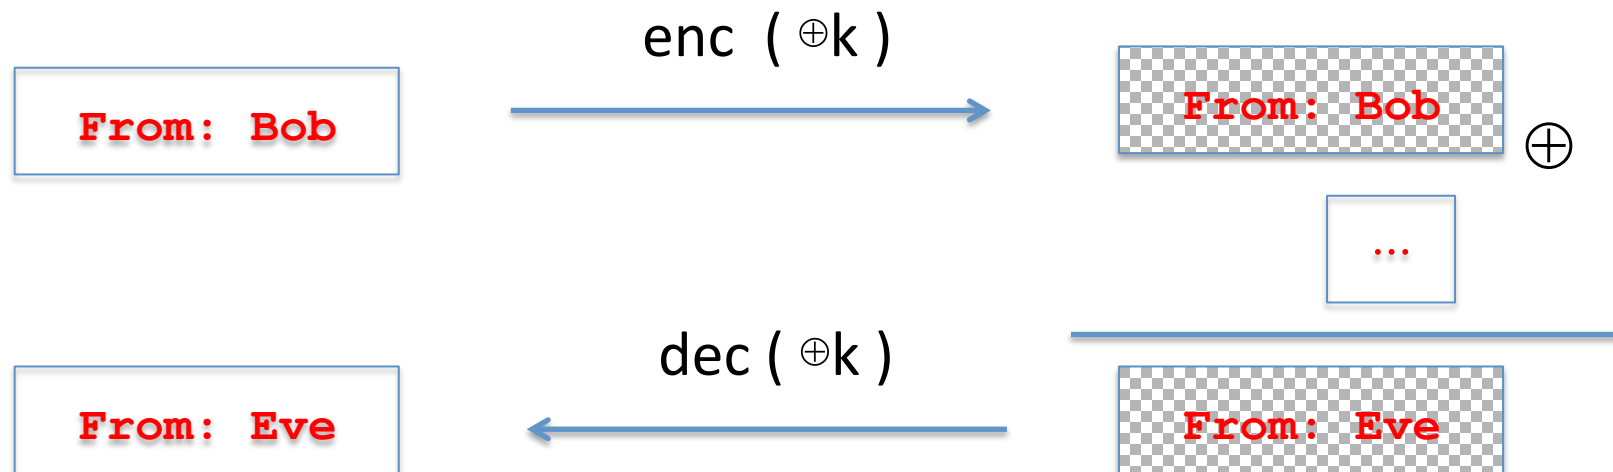 enc ( ⊕k )
From: Bob
From: Bob
⊕
...
dec ( ⊕k )
From: Eve
From: Eve